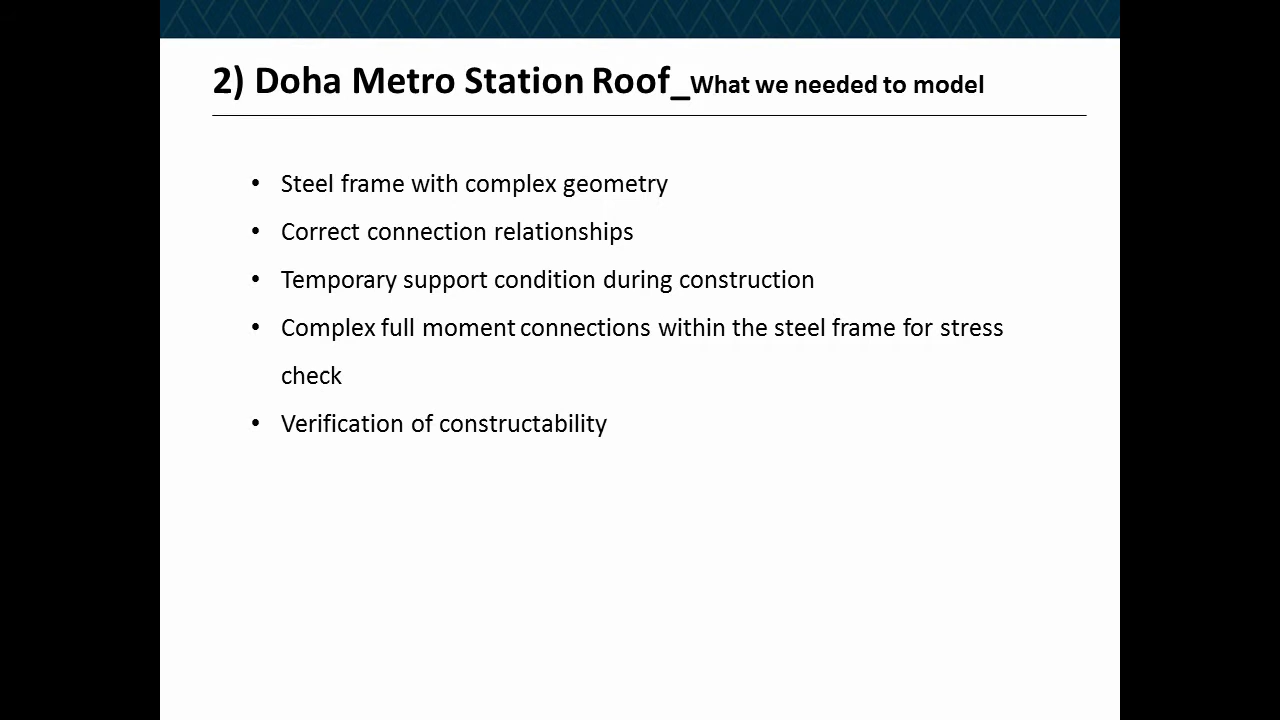 2) Doha Metro Station Roof_What we needed to model
• Steel frame with complex geometry
• Correct connection relationships
• Temporary support condition during construction
• Complex full moment connections within the steel frame for stress
check
• Verification of constructability